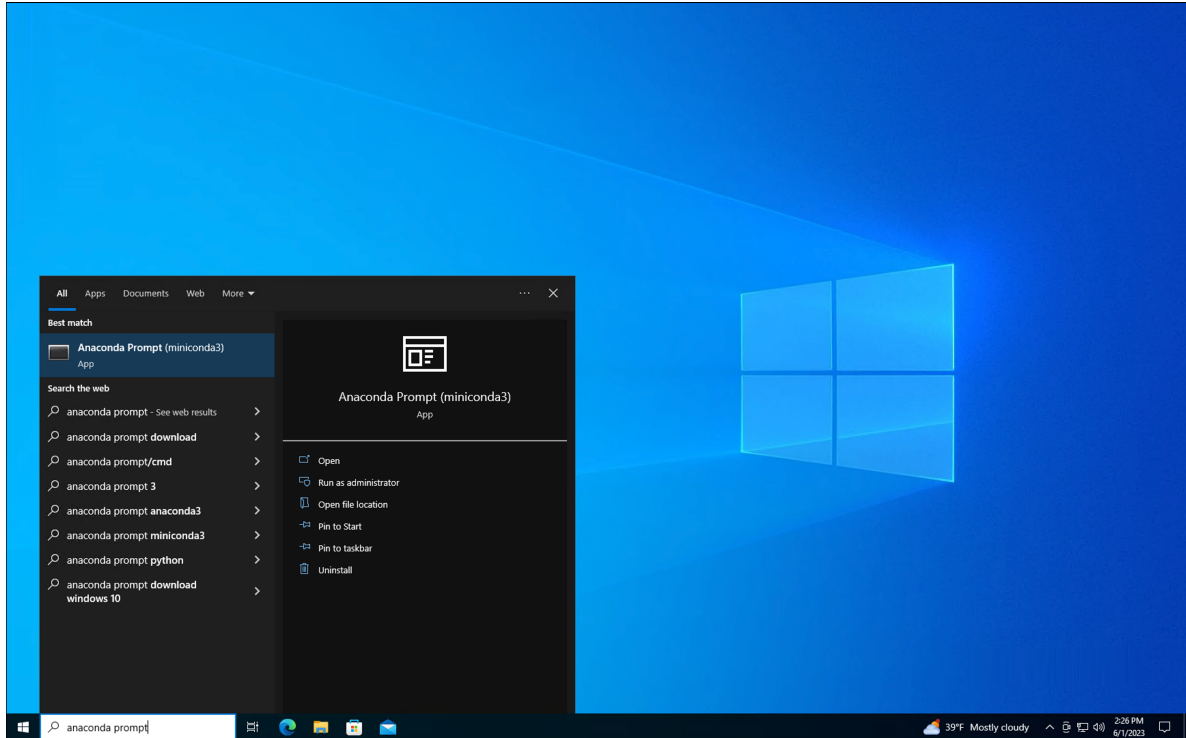 All Apps Documents Web More
Best match
Anaconda Prompt (miniconda3)
App
Search the web
anaconda prompt - See web results
anaconda prompt download
anaconda prompt/cmd
anaconda prompt 3
anaconda prompt anaconda3
anaconda prompt miniconda3
anaconda prompt python
anaconda prompt download
windows 10
Anaconda Prompt (miniconda3)
App
Open
Run as administrator
Open file location
Pin to Start
Pin to taskbar
Uninstall
anaconda prompt
39°F Mostly cloudy
2:26 PM
6/1/2023